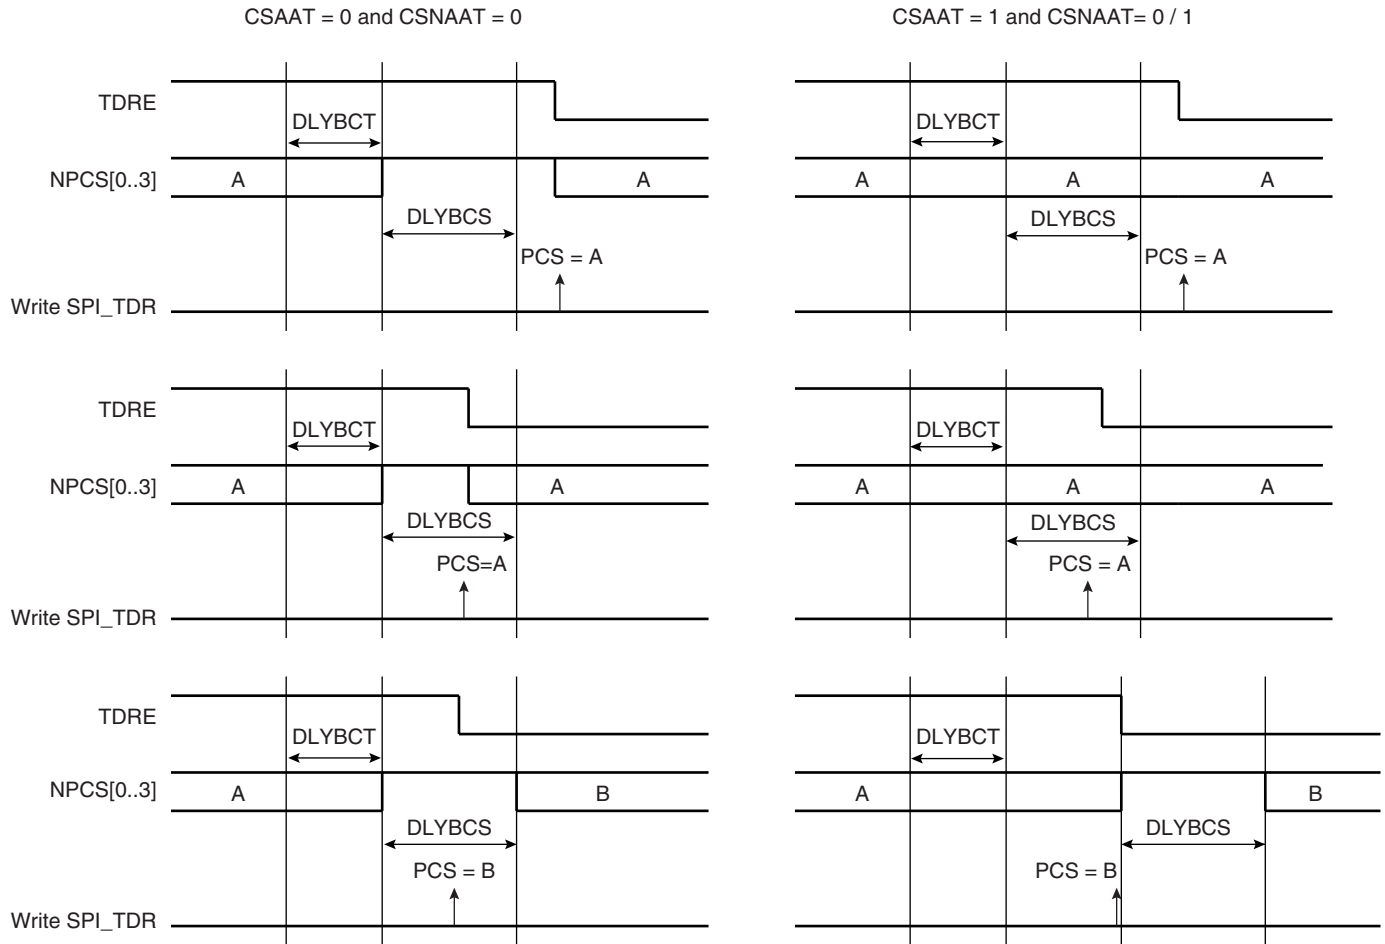 CSAAT = 0 and CSNAAT = 0
CSAAT = 1 and CSNAAT= 0 / 1
TDRE
DLYBCT
DLYBCT
NPCS[0..3]
A
A
A
A
A
DLYBCS
DLYBCS
PCS = A
PCS = A
Write SPI_TDR
TDRE
DLYBCT
DLYBCT
NPCS[0..3]
A
A
A
A
A
DLYBCS
DLYBCS
PCS=A
PCS = A
Write SPI_TDR
TDRE
DLYBCT
DLYBCT
NPCS[0..3]
A
B
A
B
DLYBCS
DLYBCS
PCS = B
PCS = B
Write SPI_TDR